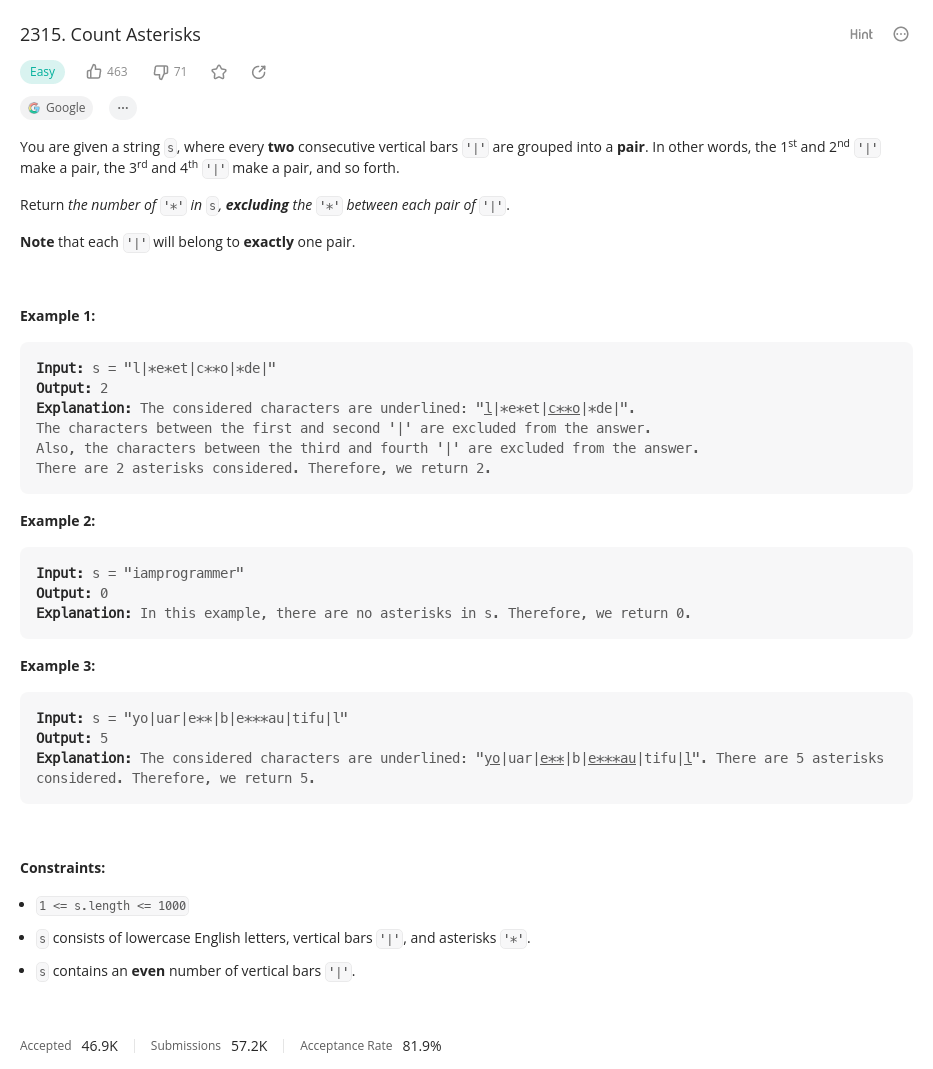 2315. Count Asterisks
Hint
Easy
463
71
Google
You are given a string s, where every two consecutive vertical bars '|' are grouped into a pair. In other words, the 1st and 2nd '|'
make a pair, the 3rd and 4th '|' make a pair, and so forth.
Return the number of '*' in s, excluding the '*' between each pair of '|'.
Note that each '|' will belong to exactly one pair.
Example 1:
Input: s = "l|*e*et|c**o|*de|"
Output: 2
Explanation: The considered characters are underlined: "l|*e*et|c**o|*de|".
The characters between the first and second '|' are excluded from the answer.
Also, the characters between the third and fourth '|' are excluded from the answer.
There are 2 asterisks considered. Therefore, we return 2.
Example 2:
Input: s = "iamprogrammer"
Output: 0
Explanation: In this example, there are no asterisks in s. Therefore, we return 0.
Example 3:
Input: s = "yo|uar|e**|b|e***au|tifu|l"
Output: 5
Explanation: The considered characters are underlined: "yo|uar|e**|b|e***au|tifu|l". There are 5 asterisks
considered. Therefore, we return 5.
Constraints:
1 <= s.length <= 1000
s consists of lowercase English letters, vertical bars '|', and asterisks '*'.
s contains an even number of vertical bars '|'.
Accepted 46.9K Submissions 57.2K Acceptance Rate 81.9%